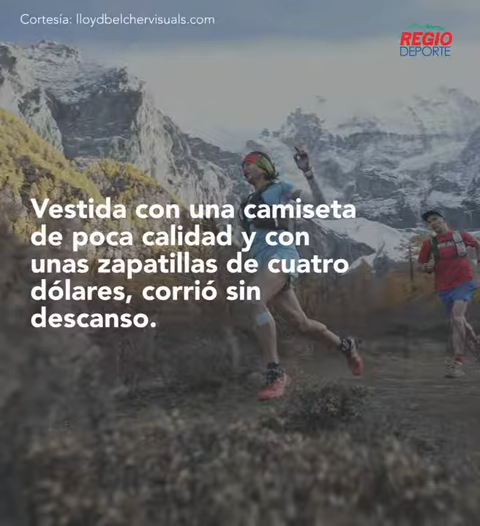 Cortesía: lloydbelchervisuals.com
REGIO
DEPORTE
Vestida con una camiseta
de poca calidad y con
unas zapatillas de cuatro
dólares, corrió sin
descanso.